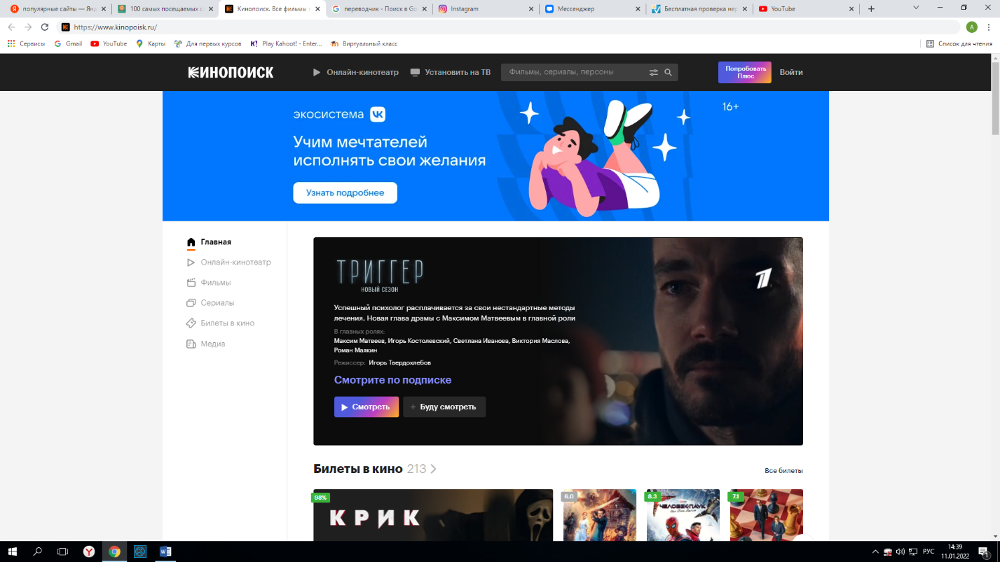 популярные сайты — Янд
100 самых посещаемых с
Кинопоиск. Все фильмы
переводчик - Поиск в Go
Instagram
Мессенджер
Бесплатная проверка нер
YouTube
https://www.kinopoisk.ru/
A
Сервисы
Gmail
YouTube
Карты
Для первых курсов
Play Kahoot! - Enter...
Виртуальный класс
Список для чтения
КИНОПОИСК
Онлайн-кинотеатр
Установить на ТВ
Фильмы, сериалы, персоны
Попробовать
Плюс
Войти
экосистема VK
16+
Учим мечтателей
исполнять свои желания
Узнать подробнее
Главная
Онлайн-кинотеатр
Фильмы
Сериалы
Билеты в кино
Медиа
ТРИГГЕР
НОВЫЙ СЕЗОН
Успешный психолог расплачивается за свои нестандартные методы
лечения. Новая глава драмы с Максимом Матвеевым в главной роли
В главных ролях:
Максим Матвеев, Игорь Костолевский, Светлана Иванова, Виктория Маслова,
Роман Маякин
Режиссер: Игорь Твердохлебов
Смотрите по подписке
Смотреть
+ Буду смотреть
1
Билеты в кино 213
Все билеты
98%
КРИК
6.0
8.3
ЧЕЛОВЕК-ПАУК
7.1
РУС
14:39
11.01.2022
1